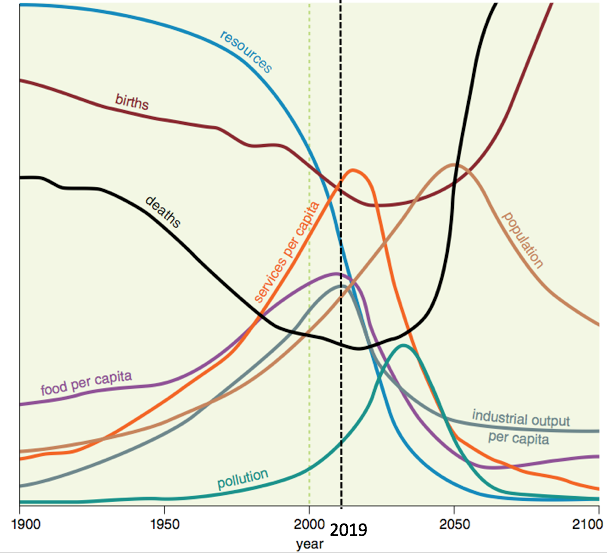 resources
births
deaths
services per capita
population
food per capita
industrial output
per capita
pollution
1900
1950
2000
2019
2050
2100
year